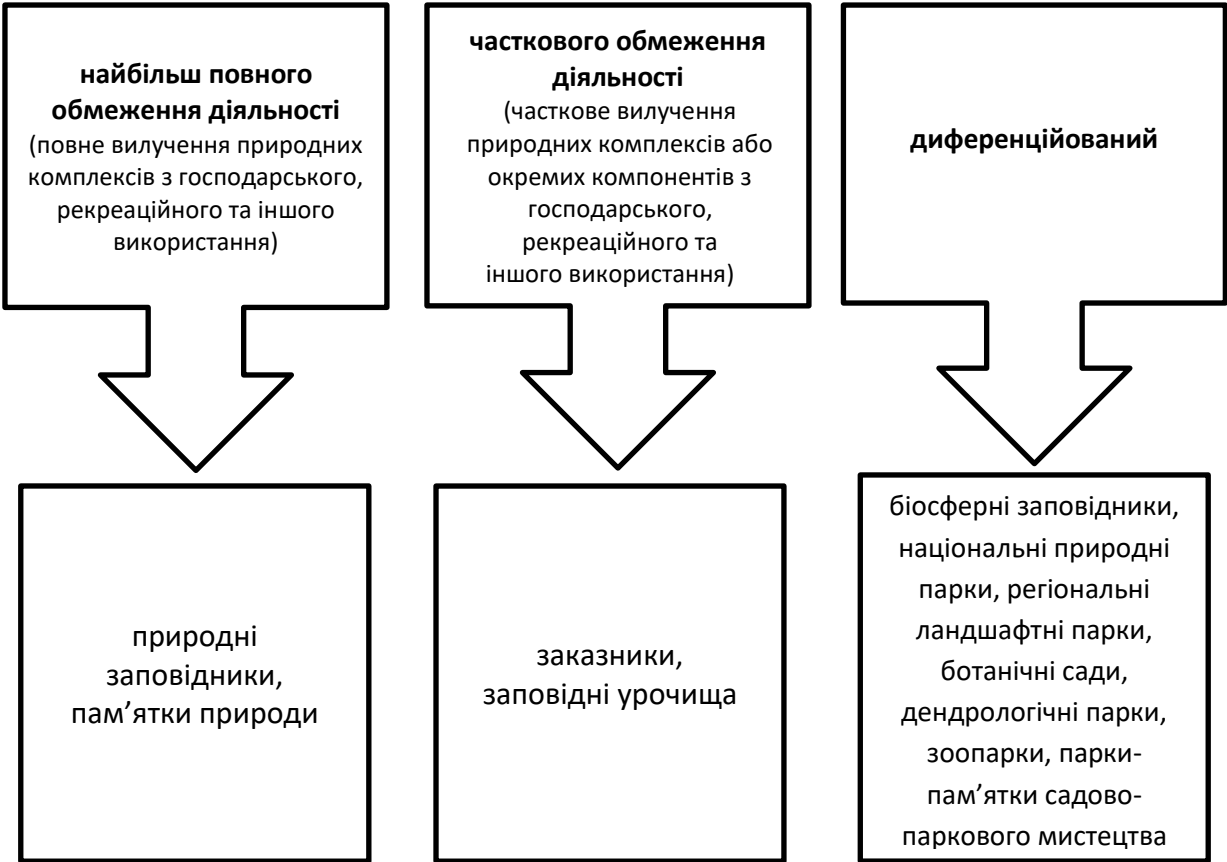 найбільш повного
обмеження діяльності
(повне вилучення природних
комплексів з господарського,
рекреаційного та іншого
використання)
часткового обмеження
діяльності
(часткове вилучення
природних комплексів або
окремих компонентів з
господарського,
рекреаційного та
іншого використання)
диференційований
природні
заповідники,
пам’ятки природи
заказники,
заповідні урочища
біосферні заповідники,
національні природні
парки, регіональні
ландшафтні парки,
ботанічні сади,
дендрологічні парки,
зоопарки, парки-
пам’ятки садово-
паркового мистецтва